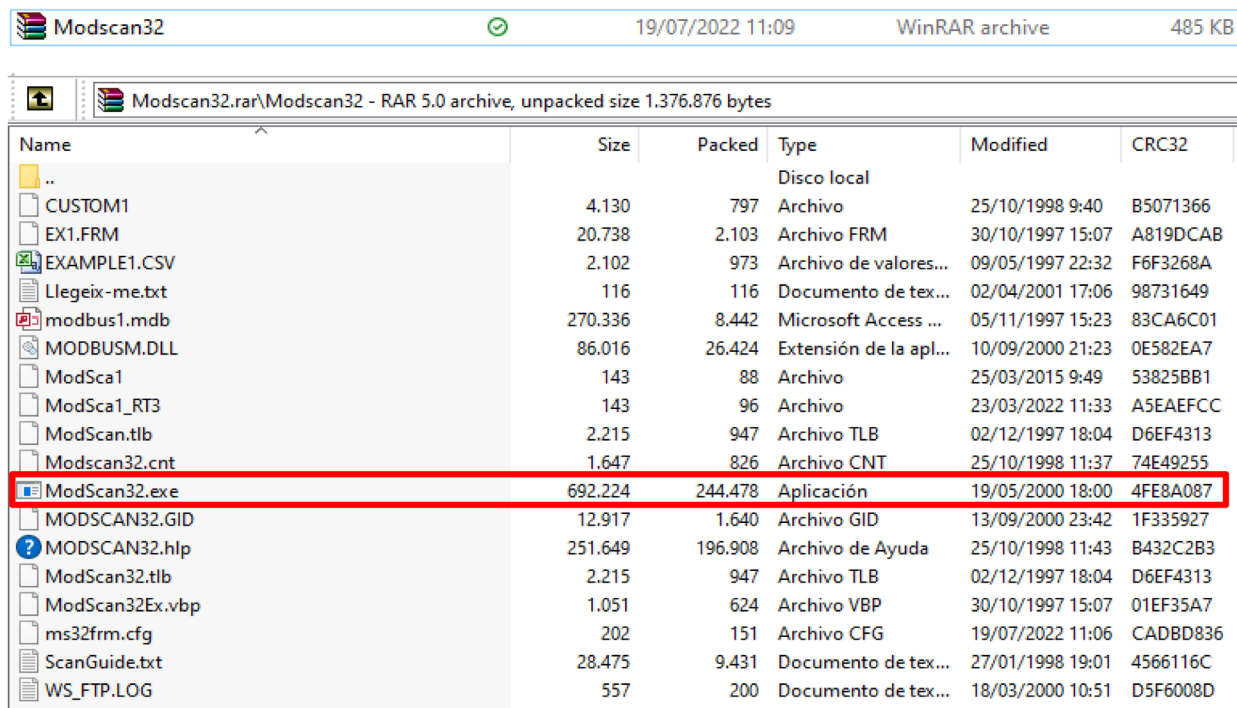 Modscan32 19/07/2022 11:09 WinRAR archive 485 KB
Modscan32.rar\Modscan32 - RAR 5.0 archive, unpacked size 1.376.876 bytes
Name Size Packed Type Modified CRC32
.. Disco local
CUSTOM1 4.130 797 Archivo 25/10/1998 9:40 B5071366
EX1.FRM 20.738 2.103 Archivo FRM 30/10/1997 15:07 A819DCAB
EXAMPLE1.CSV 2.102 973 Archivo de valores... 09/05/1997 22:32 F6F3268A
Llegeix-me.txt 116 116 Documento de tex... 02/04/2001 17:06 98731649
modbus1.mdb 270.336 8.442 Microsoft Access ... 05/11/1997 15:23 83CA6C01
MODBUSM.DLL 86.016 26.424 Extensión de la apl... 10/09/2000 21:23 0E582EA7
ModSca1 143 88 Archivo 25/03/2015 9:49 53825BB1
ModSca1_RT3 143 96 Archivo 23/03/2022 11:33 A5EAEFCC
ModScan.tlb 2.215 947 Archivo TLB 02/12/1997 18:04 D6EF4313
Modscan32.cnt 1.647 826 Archivo CNT 25/10/1998 11:37 74E49255
ModScan32.exe 692.224 244.478 Aplicación 19/05/2000 18:00 4FE8A087
MODSCAN32.GID 12.917 1.640 Archivo GID 13/09/2000 23:42 1F335927
MODSCAN32.hlp 251.649 196.908 Archivo de Ayuda 25/10/1998 11:43 B432C2B3
ModScan32.tlb 2.215 947 Archivo TLB 02/12/1997 18:04 D6EF4313
ModScan32Ex.vbp 1.051 624 Archivo VBP 30/10/1997 15:07 01EF35A7
ms32frm.cfg 202 151 Archivo CFG 19/07/2022 11:06 CADBD836
ScanGuide.txt 28.475 9.431 Documento de tex... 27/01/1998 19:01 4566116C
WS_FTP.LOG 557 200 Documento de tex... 18/03/2000 10:51 D5F6008D